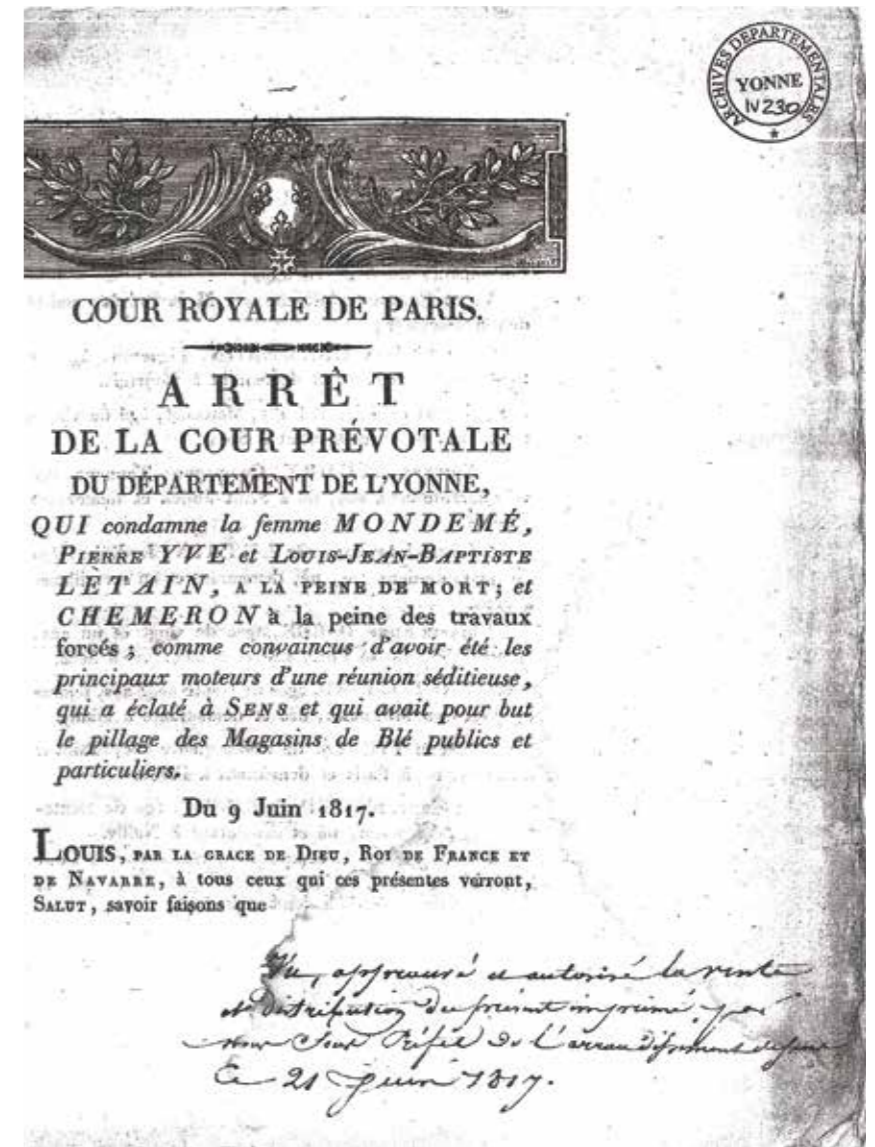 ARCHIVES DEPARTEMENTALES
YONNE
IV 230
COUR ROYALE DE PARIS.
ARRÊT
DE LA COUR PRÉVOTALE
DU DÉPARTEMENT DE L'YONNE,
QUI condamne la femme MONDEMÉ,
PIERRE YVE et LOUIS-JEAN-BAPTISTE
LETAIN, A LA PEINE DE MORT; et
CHEMERON à la peine des travaux
forcés; comme convaincus d'avoir été les
principaux moteurs d'une réunion séditieuse,
qui a éclaté à SENS et qui avait pour but
le pillage des Magasins de Blé publics et
particuliers.
Du 9 Juin 1817.
LOUIS, PAR LA GRACE DE DIEU, ROI DE FRANCE ET
DE NAVARRE, à tous ceux qui ces présentes verront,
SALUT, savoir faisons que
Vu, approuvé et autorisé la vente
et distribution du présent imprimé par
nous Sous Préfet de l'arrondissement de Sens
Ce 21 Juin 1817.